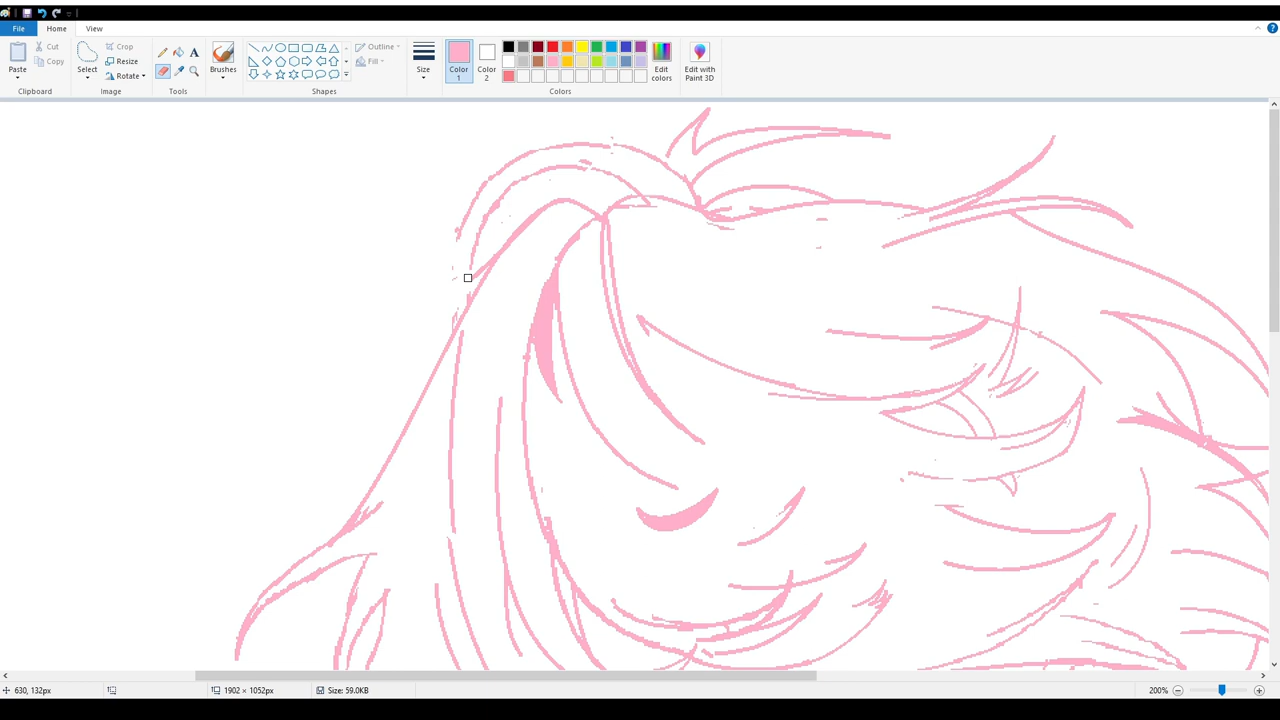 File Home View
Paste Cut Copy
Clipboard
Select Crop Resize Rotate
Image
A
Tools
Brushes
Outline Fill
Shapes
Size
Color 1 Color 2 Edit colors Edit with Paint 3D
Colors
630, 132px 1902 × 1052px Size: 59.0KB 200%